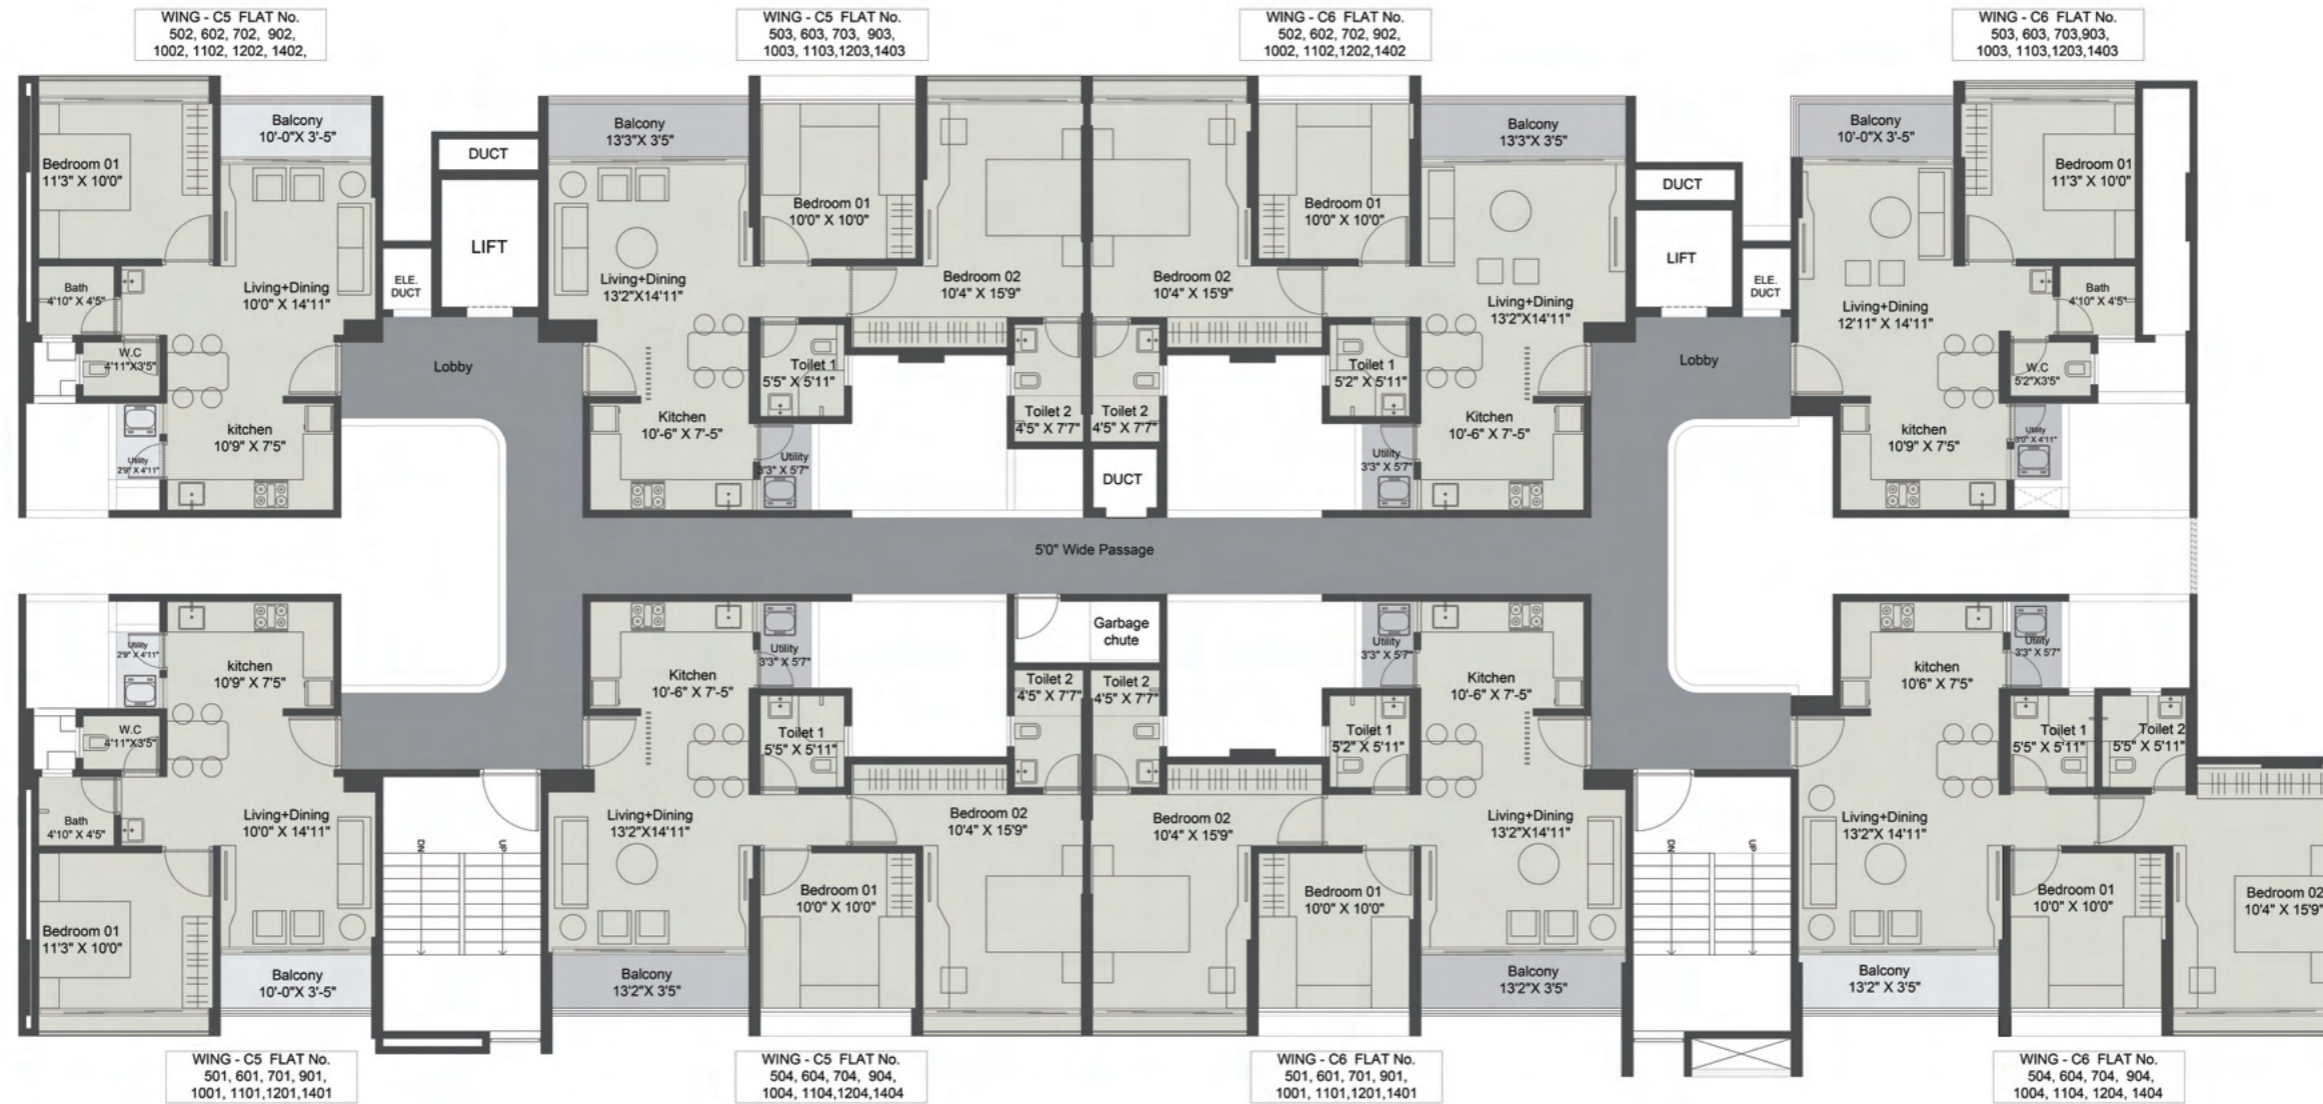 WING - C5 FLAT No.
502, 602, 702, 902,
1002, 1102, 1202, 1402,
WING - C5 FLAT No.
503, 603, 703, 903,
1003, 1103,1203,1403
WING - C6 FLAT No.
502, 602, 702, 902,
1002, 1102,1202,1402
WING - C6 FLAT No.
503, 603, 703,903,
1003, 1103,1203,1403
Bedroom 01
11'3" X 10'0"
Balcony
10'-0"X 3'-5"
Living+Dining
10'0" X 14'11"
Bath
4'10" X 4'5"
W.C
4'11"X3'5"
kitchen
10'9" X 7'5"
Utility
2'9" X 4'11"
DUCT
LIFT
ELE.
DUCT
Lobby
Balcony
13'3"X 3'5"
Living+Dining
13'2"X14'11"
Kitchen
10'-6" X 7'-5"
Utility
3'3" X 5'7"
Bedroom 01
10'0" X 10'0"
Bedroom 02
10'4" X 15'9"
Toilet 1
5'5" X 5'11"
Toilet 2
4'5" X 7'7"
Bedroom 02
10'4" X 15'9"
Bedroom 01
10'0" X 10'0"
Toilet 2
4'5" X 7'7"
Toilet 1
5'2" X 5'11"
DUCT
Balcony
13'3"X 3'5"
Living+Dining
13'2"X14'11"
Kitchen
10'-6" X 7'-5"
Utility
3'3" X 5'7"
DUCT
LIFT
ELE.
DUCT
Lobby
Balcony
10'-0"X 3'-5"
Bedroom 01
11'3" X 10'0"
Living+Dining
12'11" X 14'11"
Bath
4'10" X 4'5"
W.C
5'2"X3'5"
kitchen
10'9" X 7'5"
Utility
3'0" X 4'11"
5'0" Wide Passage
Utility
2'9" X 4'11"
kitchen
10'9" X 7'5"
W.C
4'11"X3'5"
Bath
4'10" X 4'5"
Living+Dining
10'0" X 14'11"
Bedroom 01
11'3" X 10'0"
Balcony
10'-0"X 3'-5"
DN
UP
Kitchen
10'-6" X 7'-5"
Utility
3'3" X 5'7"
Toilet 1
5'5" X 5'11"
Living+Dining
13'2"X14'11"
Balcony
13'2"X 3'5"
Bedroom 01
10'0" X 10'0"
Bedroom 02
10'4" X 15'9"
Garbage
chute
Toilet 2
4'5" X 7'7"
Toilet 2
4'5" X 7'7"
Utility
3'3" X 5'7"
Kitchen
10'-6" X 7'-5"
Toilet 1
5'2" X 5'11"
Bedroom 02
10'4" X 15'9"
Bedroom 01
10'0" X 10'0"
Living+Dining
13'2"X14'11"
Balcony
13'2"X 3'5"
DN
UP
kitchen
10'6" X 7'5"
Utility
3'3" X 5'7"
Toilet 1
5'5" X 5'11"
Toilet 2
5'5" X 5'11"
Living+Dining
13'2"X 14'11"
Balcony
13'2" X 3'5"
Bedroom 01
10'0" X 10'0"
Bedroom 02
10'4" X 15'9"
WING - C5 FLAT No.
501, 601, 701, 901,
1001, 1101,1201,1401
WING - C5 FLAT No.
504, 604, 704, 904,
1004, 1104,1204,1404
WING - C6 FLAT No.
501, 601, 701, 901,
1001, 1101,1201,1401
WING - C6 FLAT No.
504, 604, 704, 904,
1004, 1104, 1204, 1404